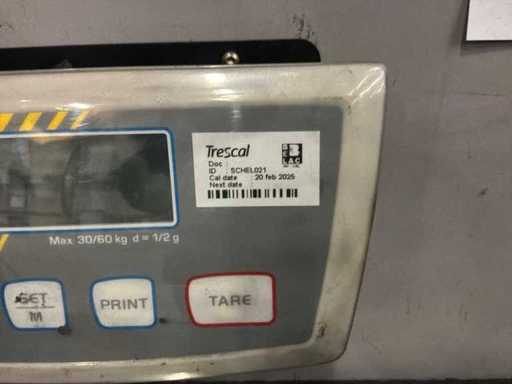 Trescal
BELAC
Doc :
ID : SCHEL021
Cal date : 20 feb 2025
Next date :
Max 30/60 kg d = 1/2 g
SET
M
PRINT
TARE